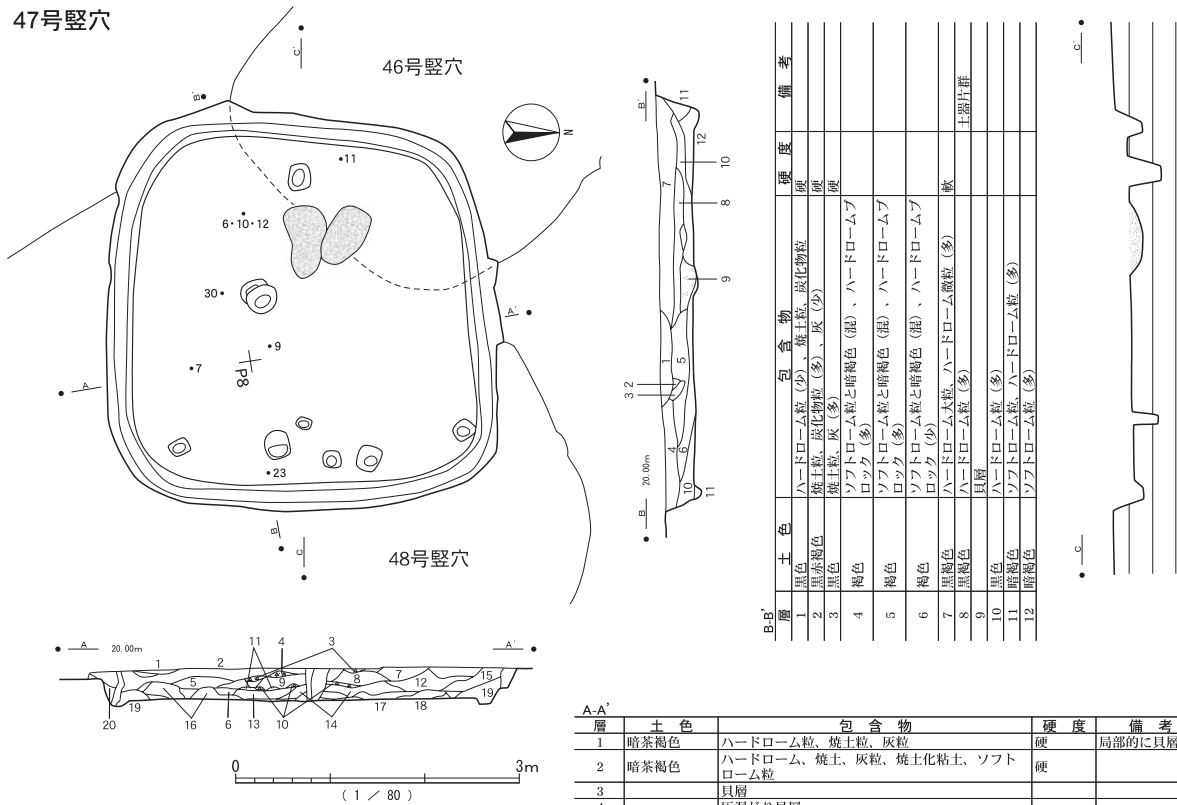 47号竪穴
46号竪穴
C'
B'
N
11
6・10・12
30
9
7
P8
A'
A
23
B
C
48号竪穴
B'
11
12
10
7
8
9
1
5
2
3
4
6
10
11
20.00m
B
C'
C
B-B'
層 土色 包含物 硬度 備考
1 黒色 ハードローム粒（少）、焼土粒、炭化物粒 硬
2 黒赤褐色 焼土粒、炭化物粒（多）、灰（少） 硬
3 黒色 焼土粒、灰（多） 硬
4 褐色 ソフトローム粒と暗褐色（混）、ハードロームブ
ロック（多）
5 褐色 ソフトローム粒と暗褐色（混）、ハードロームブ
ロック（多）
6 褐色 ソフトローム粒と暗褐色（混）、ハードロームブ
ロック（少）
7 黒褐色 ハードローム大粒、ハードローム微粒（多） 軟
8 黒褐色 ハードローム粒（多） 土器片群
9 貝層
10 黒色 ハードローム粒（多）
11 暗褐色 ソフトローム粒、ハードローム粒（多）
12 暗褐色 ソフトローム粒（多）
A 20.00m A'
1 2 11 4 3
5 9 8 7 12 15
20 19 16 6 13 10 14 17 18 19
0 3m
（ 1 ／ 80 ）
A-A'
層 土色 包含物 硬度 備考
1 暗茶褐色 ハードローム粒、焼土粒、灰粒 硬 局部的に貝層
2 暗茶褐色 ハードローム、焼土、灰粒、焼土化粘土、ソフト
ローム粒 硬
3 貝層